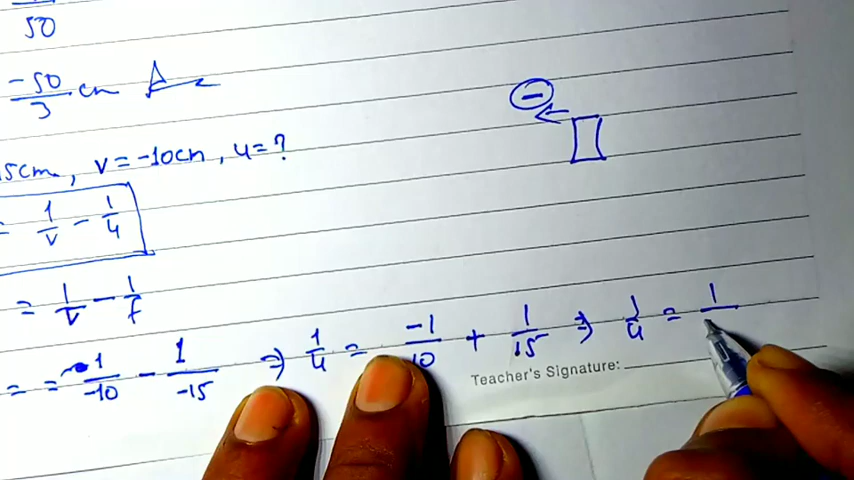 50
-50/3 cm Ans
5cm, v = -10cm, u = ?
= 1/v - 1/u
= 1/v - 1/f
= = 1/-10 - 1/-15 ⇒ 1/u = -1/10 + 1/15 ⇒ 1/u = 1/
Teacher's Signature: